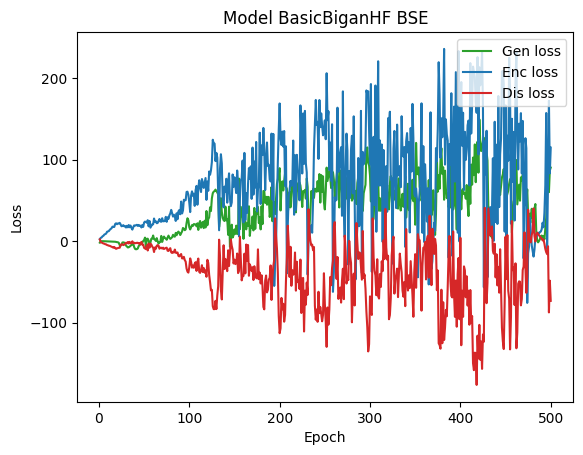 Model BasicBiganHF BSE
Gen loss
Enc loss
Dis loss
200
100
0
−100
Loss
0
100
200
300
400
500
Epoch